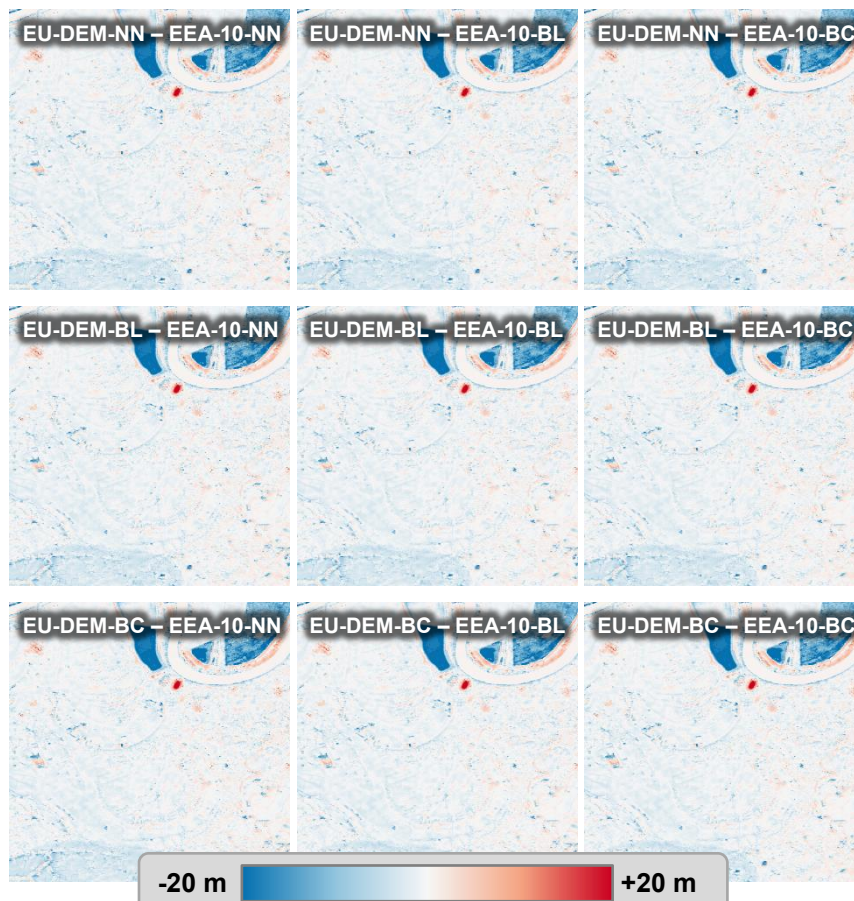 EU-DEM-NN – EEA-10-NN
EU-DEM-NN – EEA-10-BL
EU-DEM-NN – EEA-10-BC
EU-DEM-BL – EEA-10-NN
EU-DEM-BL – EEA-10-BL
EU-DEM-BL – EEA-10-BC
EU-DEM-BC – EEA-10-NN
EU-DEM-BC – EEA-10-BL
EU-DEM-BC – EEA-10-BC
-20 m
+20 m